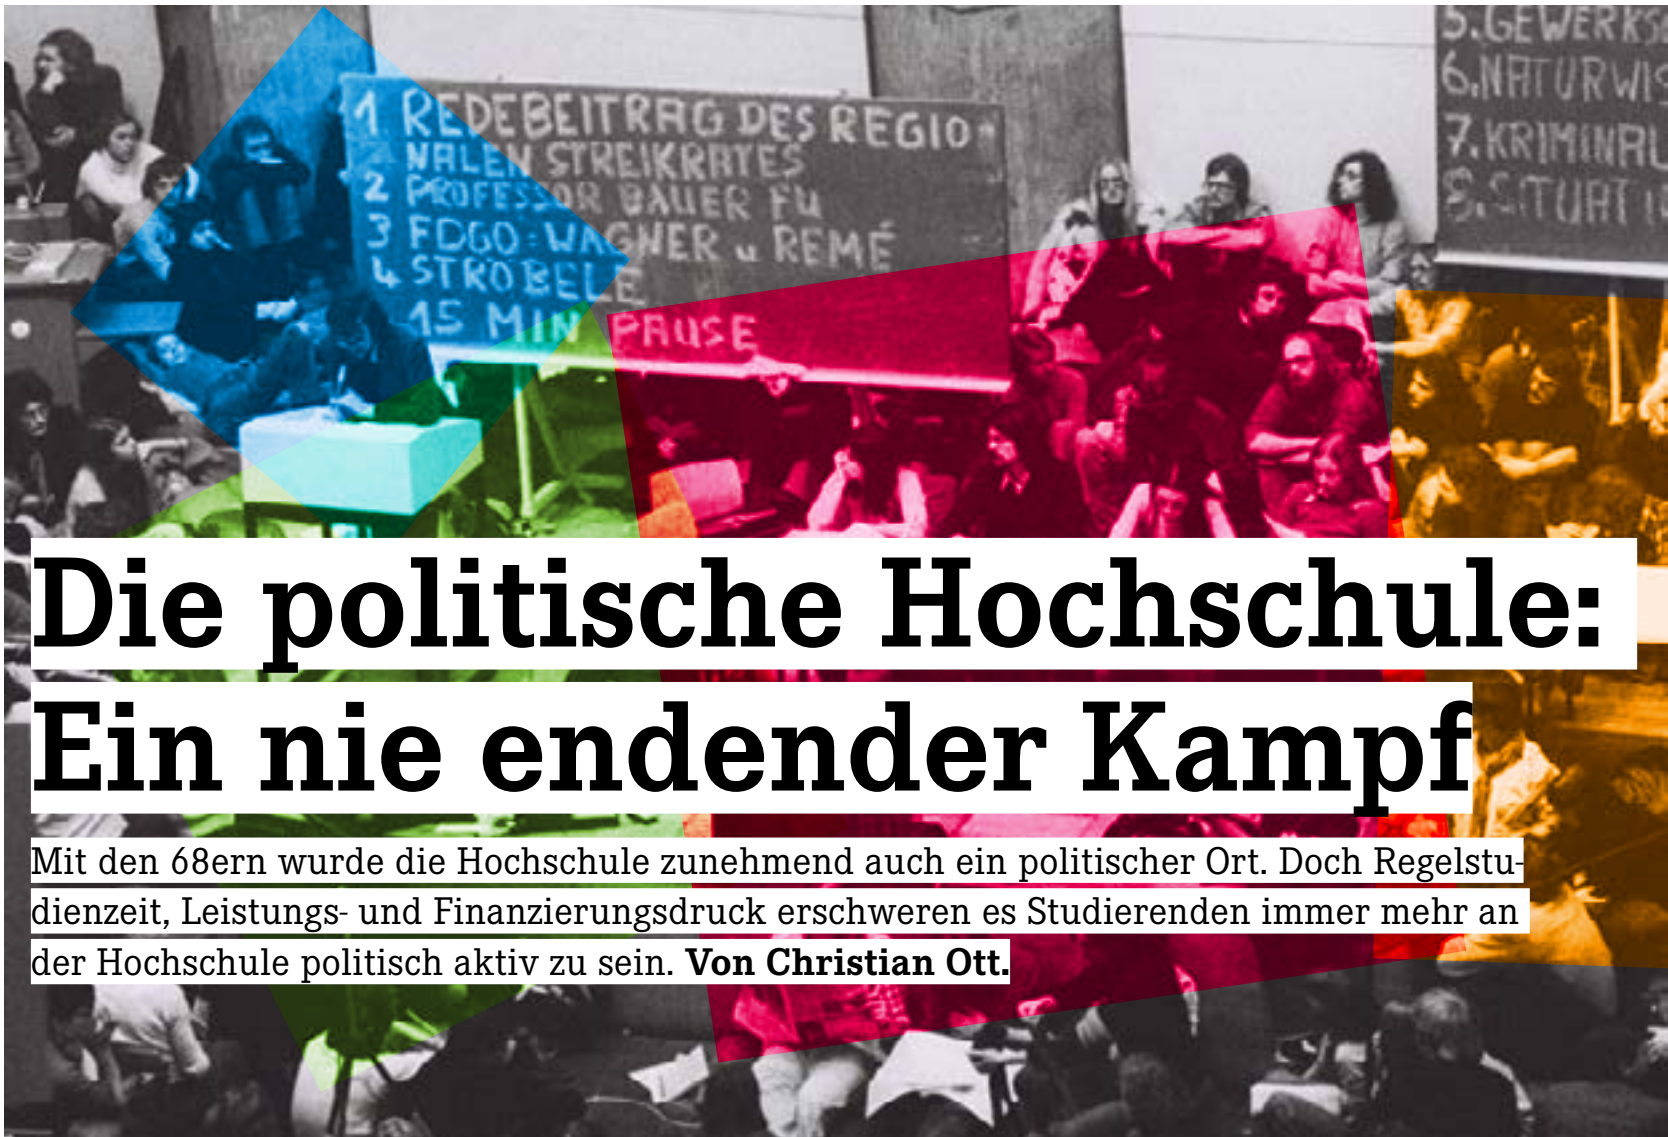 1 REDEBEITRAG DES REGIO-
NALEN STREIKRATES
2 PROFESSOR BAUER FU
3 FDGO: WAGNER u REMÉ
4 STRÖBELE
15 MIN PAUSE
5. GEWERKS
6. NATURWIS
7. KRIMINAL
8. SITUATI
Die politische Hochschule:
Ein nie endender Kampf
Mit den 68ern wurde die Hochschule zunehmend auch ein politischer Ort. Doch Regelstu-
dienzeit, Leistungs- und Finanzierungsdruck erschweren es Studierenden immer mehr an
der Hochschule politisch aktiv zu sein. Von Christian Ott.